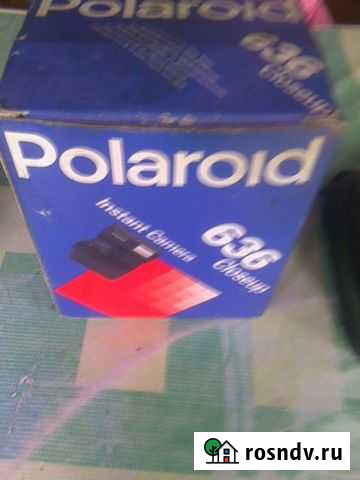 Polaroid
636
Closeup
Polaroid
Instant Camera
636
Closeup
rosndv.ru